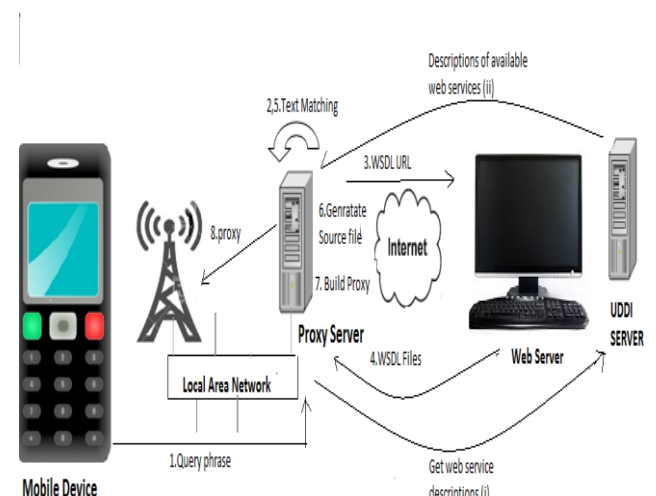 Descriptions of available
web services (ii)
2,5.Text Matching
3.WSDL URL
8.proxy
6.Genratate
Source file
Internet
7. Build Proxy
UDDI
SERVER
Proxy Server
Web Server
4.WSDL Files
Local Area Network
1.Query phrase
Get web service
descriptions (i)
Mobile Device